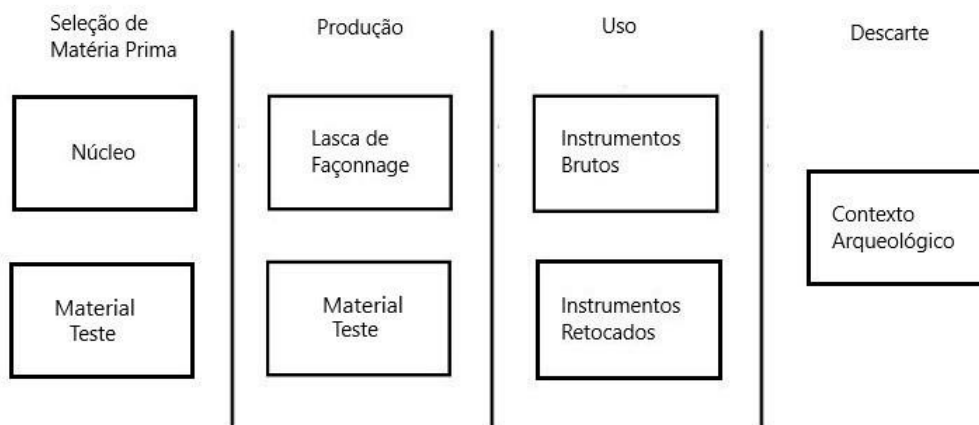 Seleção de
Matéria Prima
Produção
Uso
Descarte
Núcleo
Lasca de
Façonnage
Instrumentos
Brutos
Contexto
Arqueológico
Material
Teste
Material
Teste
Instrumentos
Retocados